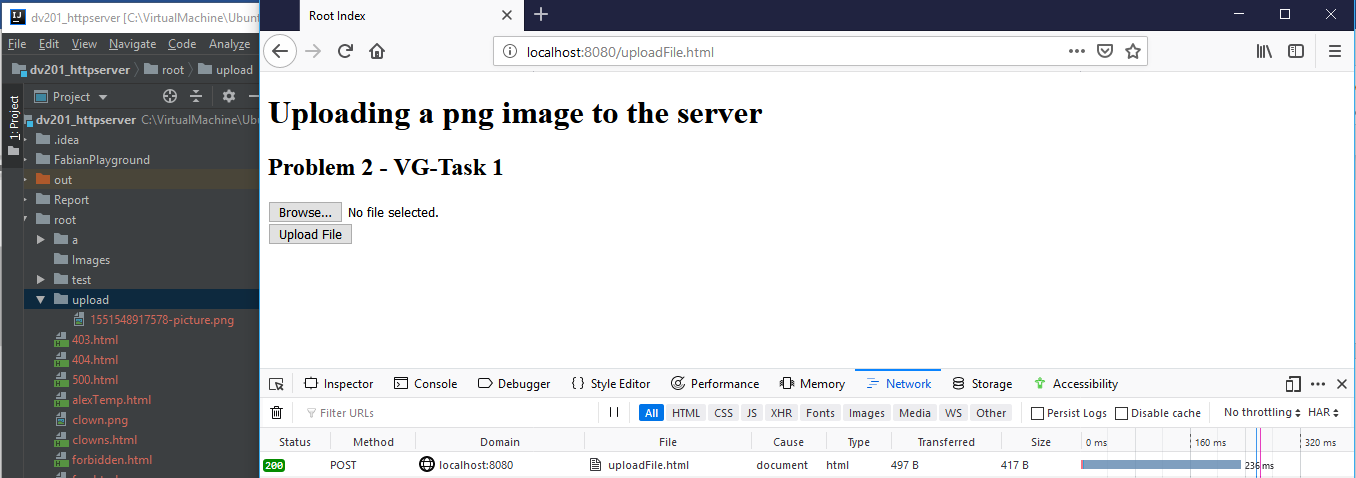 dv201_httpserver [C:\VirtualMachine\Ubunt
File Edit View Navigate Code Analyze
dv201_httpserver root upload
Project
1: Project
dv201_httpserver C:\VirtualMachine\Ub
.idea
FabianPlayground
out
Report
root
a
Images
test
upload
1551548917578-picture.png
403.html
404.html
500.html
alexTemp.html
clown.png
clowns.html
forbidden.html
Root Index
localhost:8080/uploadFile.html
Uploading a png image to the server
Problem 2 - VG-Task 1
Browse... No file selected.
Upload File
Inspector Console Debugger {} Style Editor Performance Memory Network Storage Accessibility
Filter URLs All HTML CSS JS XHR Fonts Images Media WS Other Persist Logs Disable cache No throttling HAR
Status Method Domain File Cause Type Transferred Size 0 ms 160 ms 320 ms
200 POST localhost:8080 uploadFile.html document html 497 B 417 B 236 ms